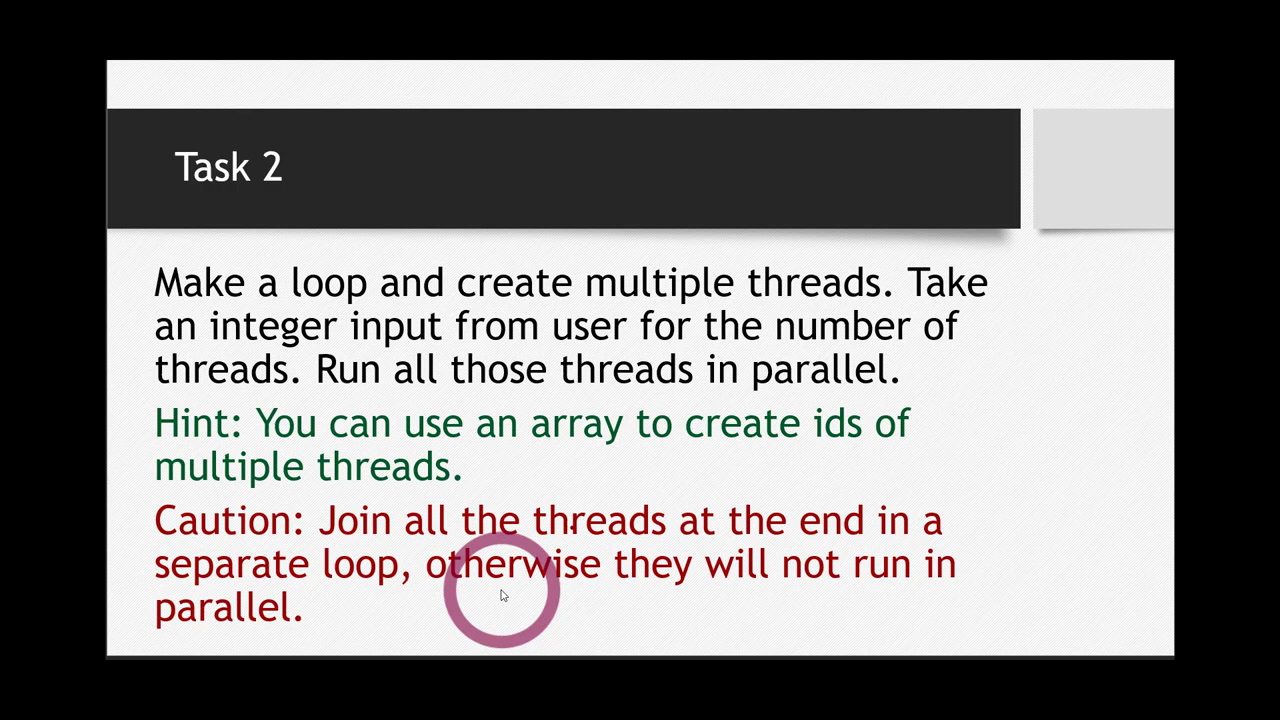 Task 2
Make a loop and create multiple threads. Take
an integer input from user for the number of
threads. Run all those threads in parallel.
Hint: You can use an array to create ids of
multiple threads.
Caution: Join all the threads at the end in a
separate loop, otherwise they will not run in
parallel.